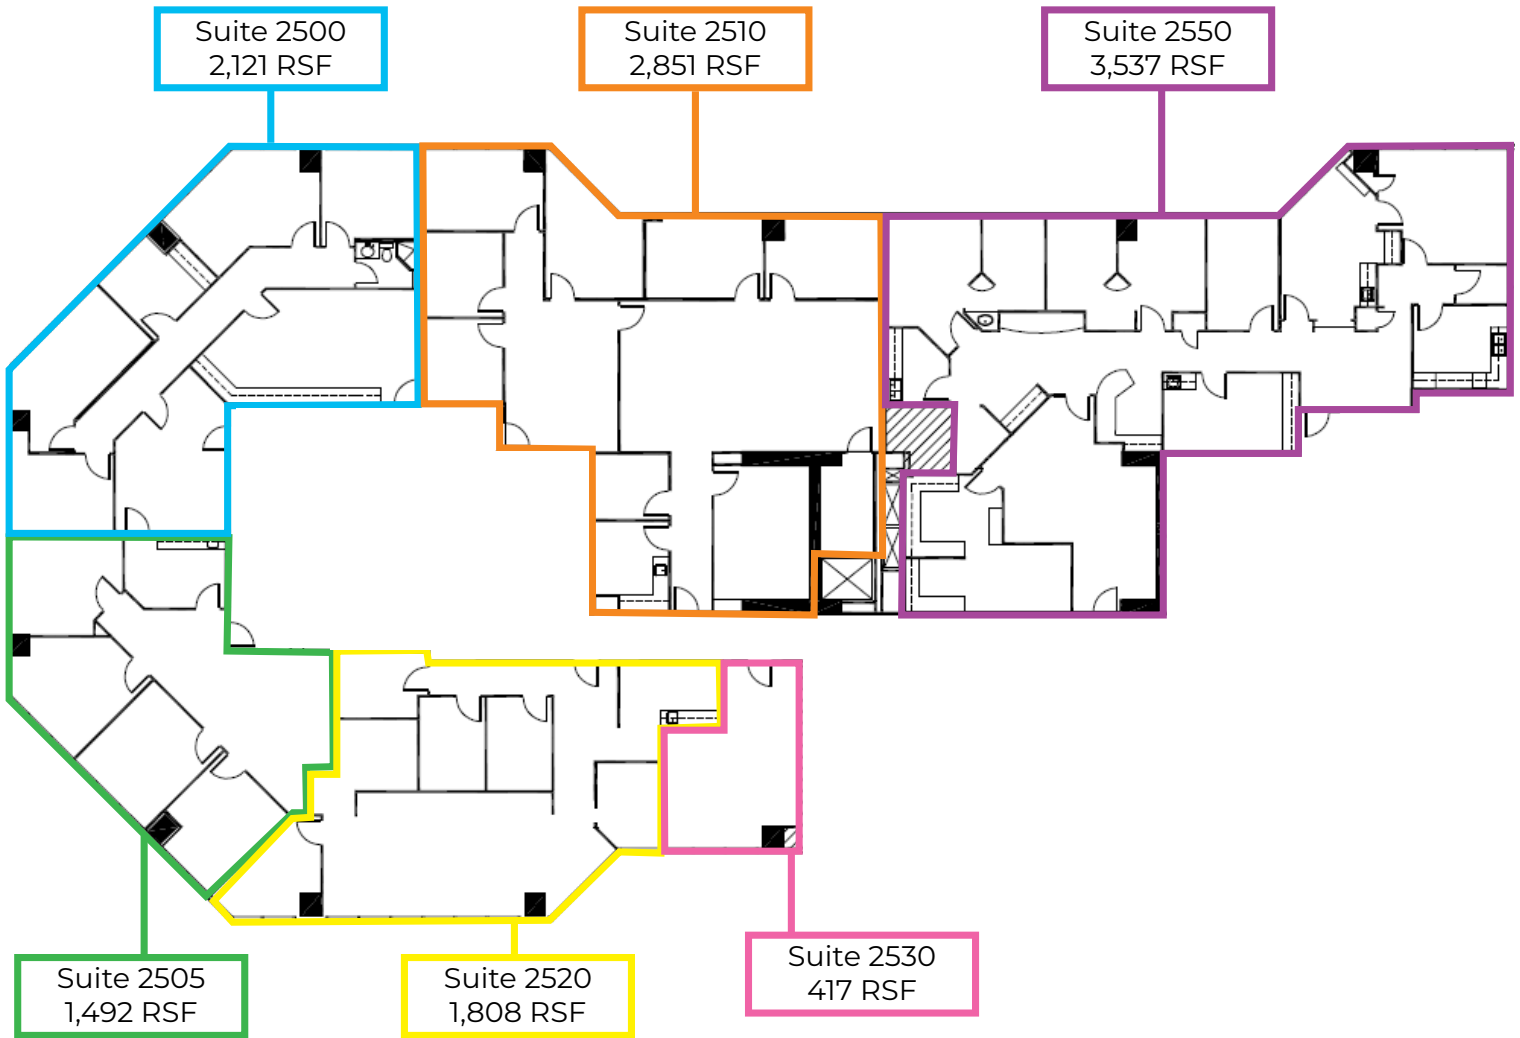 Suite 2500
2,121 RSF
Suite 2510
2,851 RSF
Suite 2550
3,537 RSF
Suite 2505
1,492 RSF
Suite 2520
1,808 RSF
Suite 2530
417 RSF